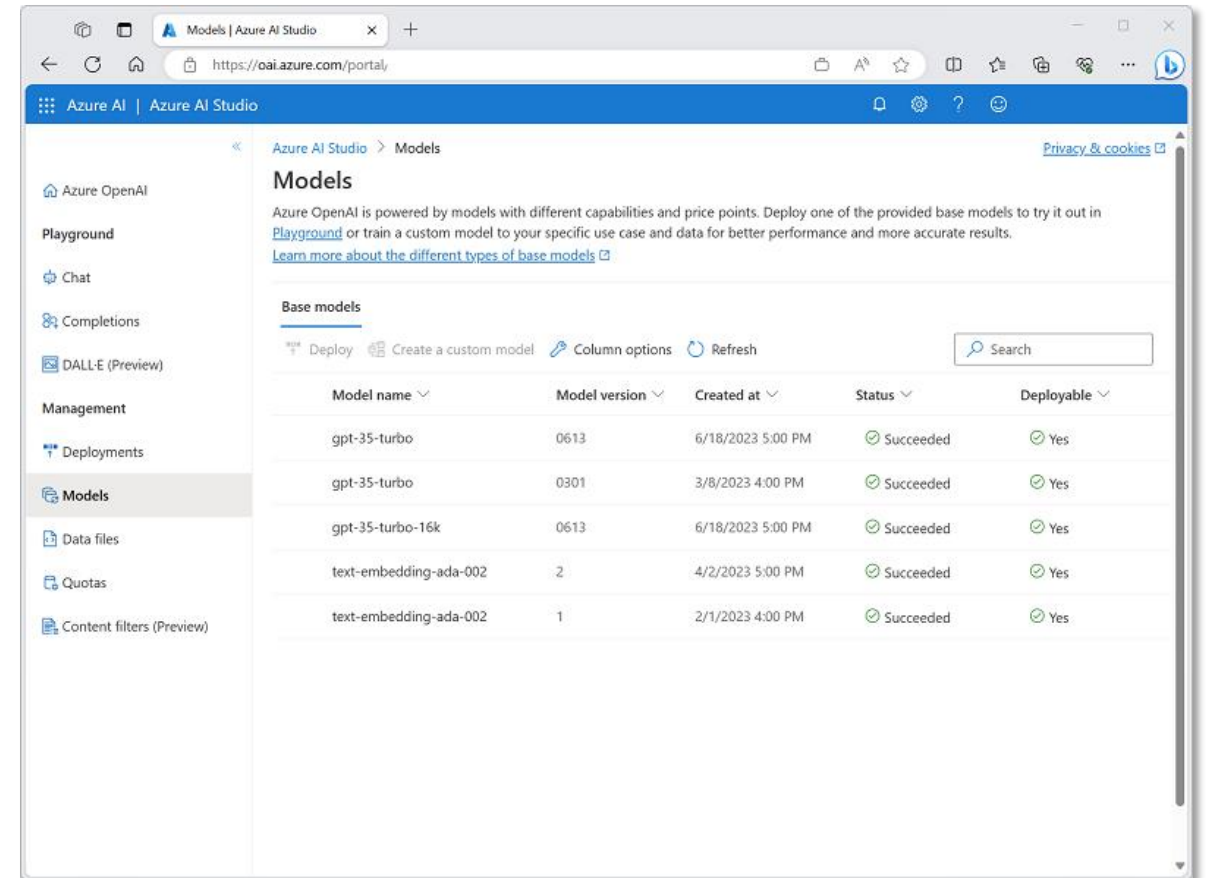 Models | Azure AI Studio
https://oai.azure.com/portal/
Azure AI | Azure AI Studio
Azure OpenAI
Playground
Chat
Completions
DALL·E (Preview)
Management
Deployments
Models
Data files
Quotas
Content filters (Preview)
Azure AI Studio > Models
Privacy & cookies
Models
Azure OpenAI is powered by models with different capabilities and price points. Deploy one of the provided base models to try it out in
Playground or train a custom model to your specific use case and data for better performance and more accurate results.
Learn more about the different types of base models
Base models
Deploy Create a custom model Column options Refresh Search
Model name Model version Created at Status Deployable
gpt-35-turbo 0613 6/18/2023 5:00 PM Succeeded Yes
gpt-35-turbo 0301 3/8/2023 4:00 PM Succeeded Yes
gpt-35-turbo-16k 0613 6/18/2023 5:00 PM Succeeded Yes
text-embedding-ada-002 2 4/2/2023 5:00 PM Succeeded Yes
text-embedding-ada-002 1 2/1/2023 4:00 PM Succeeded Yes